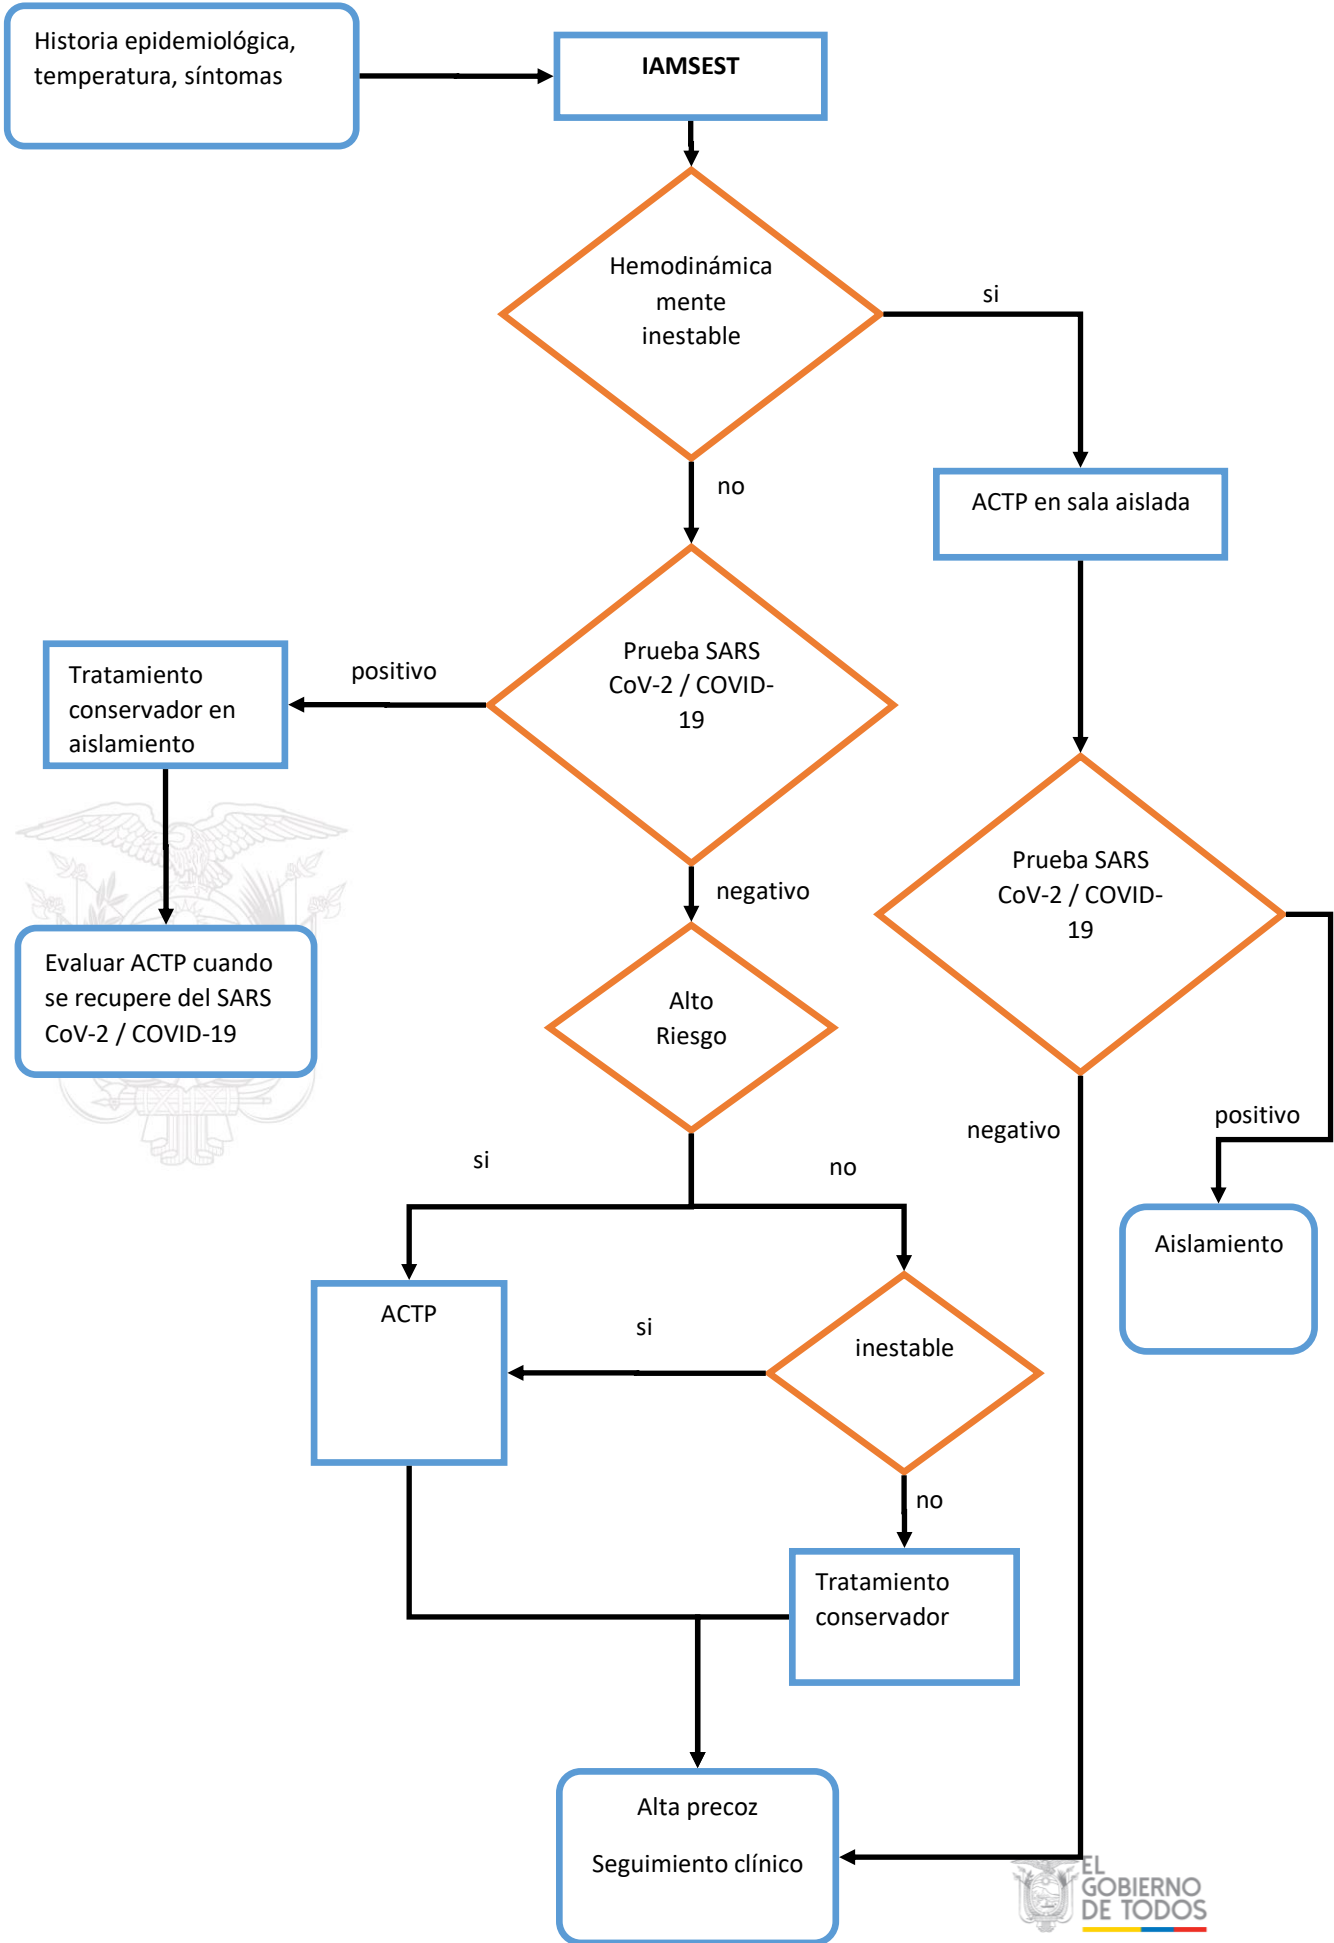 Historia epidemiológica,
temperatura, síntomas
IAMSEST
Hemodinámica
mente
inestable
si
no
ACTP en sala aislada
Prueba SARS
CoV-2 / COVID-
19
positivo
Tratamiento
conservador en
aislamiento
negativo
Prueba SARS
CoV-2 / COVID-
19
Evaluar ACTP cuando
se recupere del SARS
CoV-2 / COVID-19
Alto
Riesgo
negativo
positivo
si
no
Aislamiento
ACTP
si
inestable
no
Tratamiento
conservador
Alta precoz
Seguimiento clínico
EL
GOBIERNO
DE TODOS